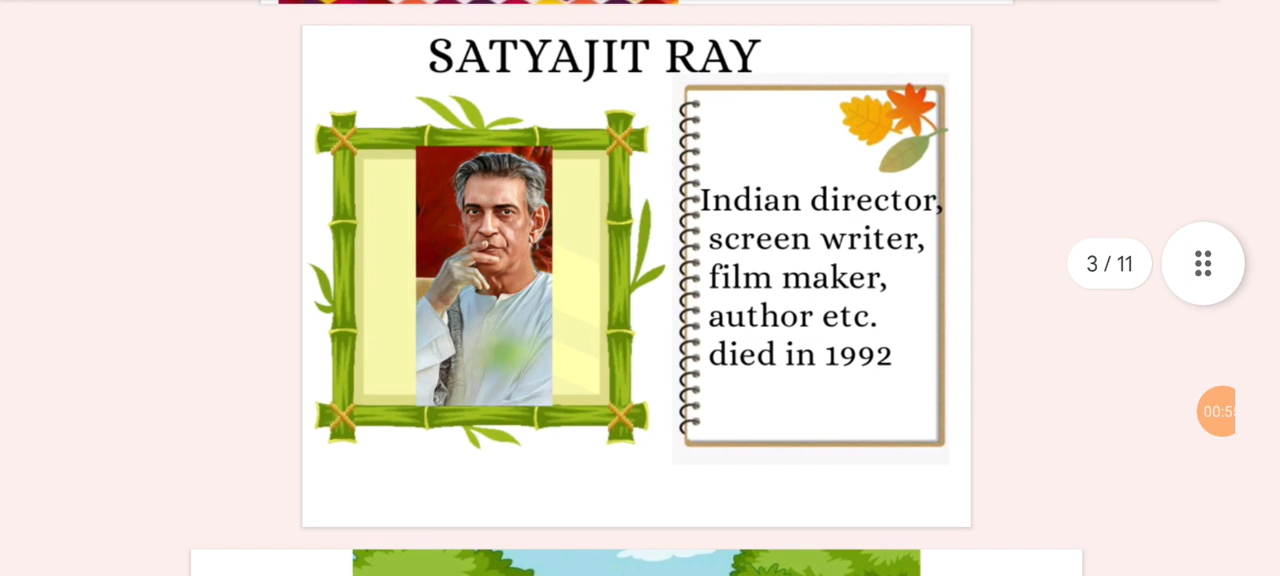 SATYAJIT RAY
Indian director,
screen writer,
film maker,
author etc.
died in 1992
3 / 11